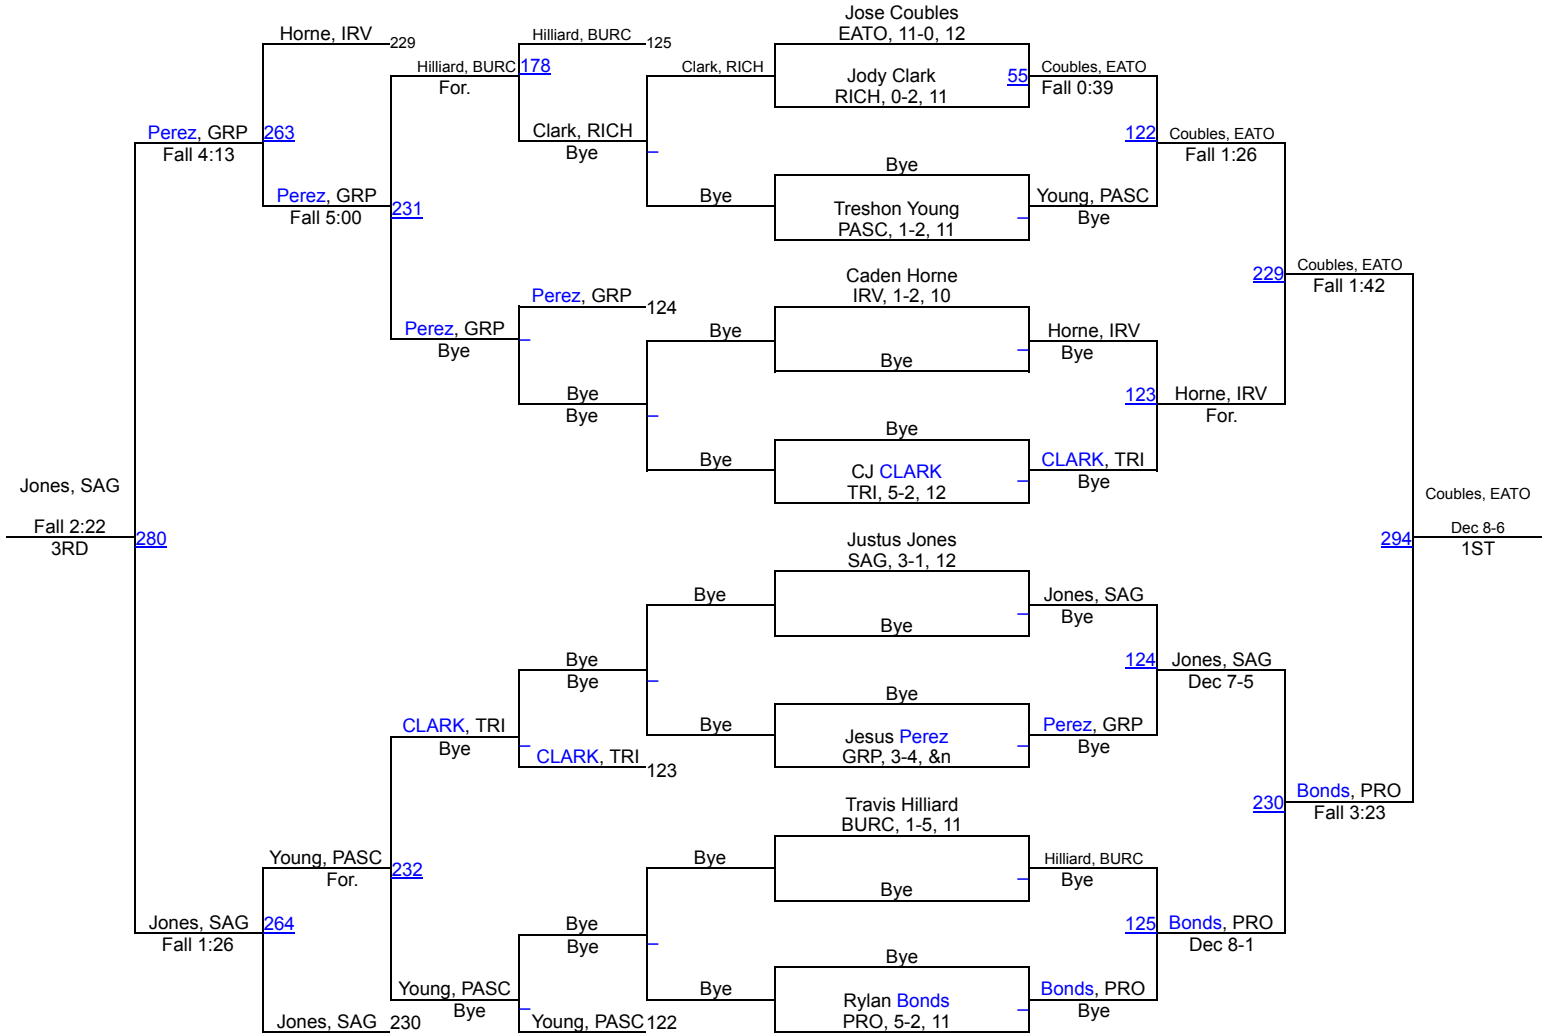 Jose Coubles
Horne, IRV
229
Hilliard, BURC
125
EATO, 11-0, 12
Hilliard, BURC
178
Clark, RICH
Jody Clark
55
Coubles, EATO
For.
RICH, 0-2, 11
Fall 0:39
Perez, GRP
263
Clark, RICH
122
Coubles, EATO
Fall 4:13
Bye
Fall 1:26
Bye
Perez, GRP
231
Bye
Treshon Young
Young, PASC
Fall 5:00
PASC, 1-2, 11
Bye
Caden Horne
229
Coubles, EATO
Perez, GRP
124
IRV, 1-2, 10
Fall 1:42
Perez, GRP
Bye
Horne, IRV
Bye
Bye
Bye
Bye
123
Horne, IRV
Bye
For.
Bye
Bye
CJ CLARK
CLARK, TRI
TRI, 5-2, 12
Bye
Jones, SAG
Coubles, EATO
Fall 2:22
280
3RD
Justus Jones
294
Dec 8-6
1ST
SAG, 3-1, 12
Bye
Jones, SAG
Bye
Bye
Bye
124
Jones, SAG
Bye
Dec 7-5
Bye
CLARK, TRI
Bye
Jesus Perez
Perez, GRP
Bye
CLARK, TRI
123
GRP, 3-4, &n
Bye
Travis Hilliard
230
Bonds, PRO
BURC, 1-5, 11
Fall 3:23
Young, PASC
232
Bye
Hilliard, BURC
For.
Bye
Bye
Jones, SAG
264
Bye
125
Bonds, PRO
Fall 1:26
Bye
Dec 8-1
Bye
Young, PASC
Bye
Rylan Bonds
Bonds, PRO
Bye
PRO, 5-2, 11
Bye
Jones, SAG
230
Young, PASC
122